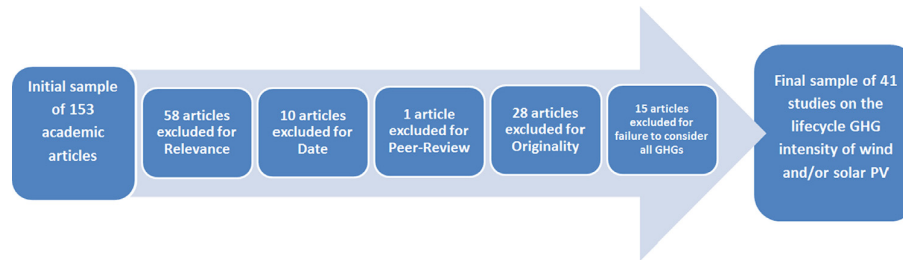 Initial sample
of 153
academic
articles
58 articles
excluded for
Relevance
10 articles
excluded for
Date
1 article
excluded for
Peer-Review
28 articles
excluded for
Originality
15 articles
excluded for
failure to consider
all GHGs
Final sample of 41
studies on the
lifecycle GHG
intensity of wind
and/or solar PV